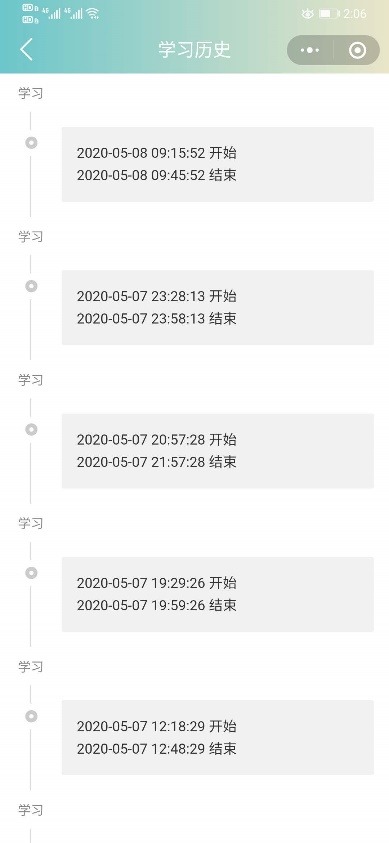 HD 4G 4G 2:06
HD
学习历史
学习
2020-05-08 09:15:52 开始
2020-05-08 09:45:52 结束
学习
2020-05-07 23:28:13 开始
2020-05-07 23:58:13 结束
学习
2020-05-07 20:57:28 开始
2020-05-07 21:57:28 结束
学习
2020-05-07 19:29:26 开始
2020-05-07 19:59:26 结束
学习
2020-05-07 12:18:29 开始
2020-05-07 12:48:29 结束
学习